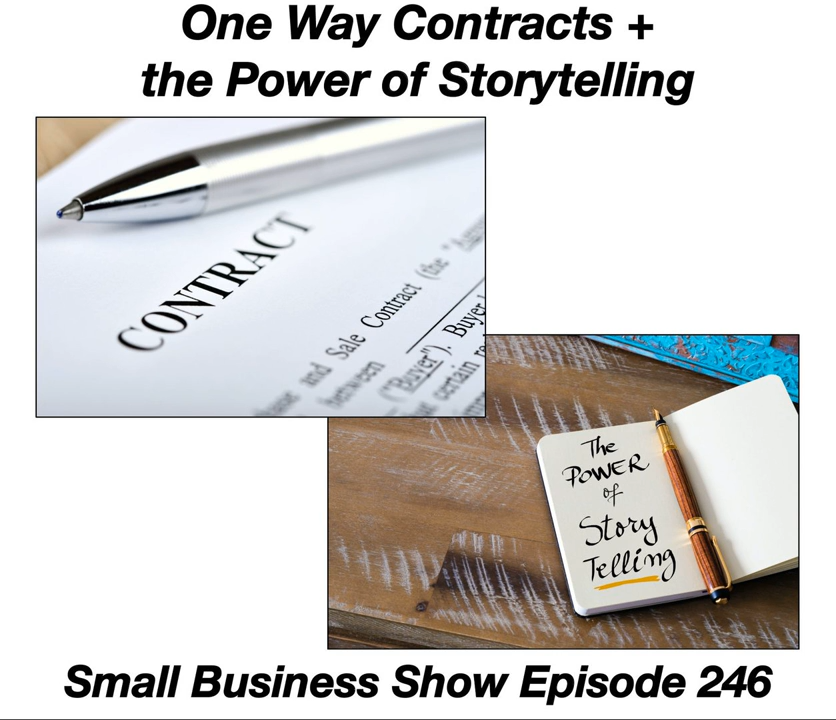 One Way Contracts +
the Power of Storytelling
CONTRACT
and Sale Contract (the "
between
("Buyer"). Buyer
certain
The
POWER
of
Story
Telling
Small Business Show Episode 246